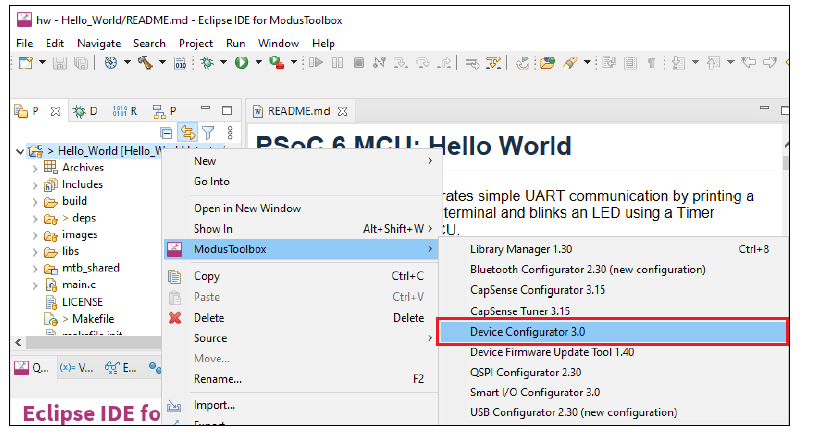 hw - Hello_World/README.md - Eclipse IDE for ModusToolbox
File Edit Navigate Search Project Run Window Help
P D R P
README.md
> Hello_World [Hello_W
Archives
Includes
build
> deps
images
libs
mtb_shared
main.c
LICENSE
> Makefile
makefile.init
Q... (x)= V... E...
Eclipse IDE fo
PSoC 6 MCU: Hello World
rates simple UART communication by printing a
terminal and blinks an LED using a Timer
CU.
New
Go Into
Open in New Window
Show In Alt+Shift+W
ModusToolbox
Copy Ctrl+C
Paste Ctrl+V
Delete Delete
Source
Move...
Rename... F2
Import...
Export...
Library Manager 1.30 Ctrl+8
Bluetooth Configurator 2.30 (new configuration)
CapSense Configurator 3.15
CapSense Tuner 3.15
Device Configurator 3.0
Device Firmware Update Tool 1.40
QSPI Configurator 2.30
Smart I/O Configurator 3.0
USB Configurator 2.30 (new configuration)